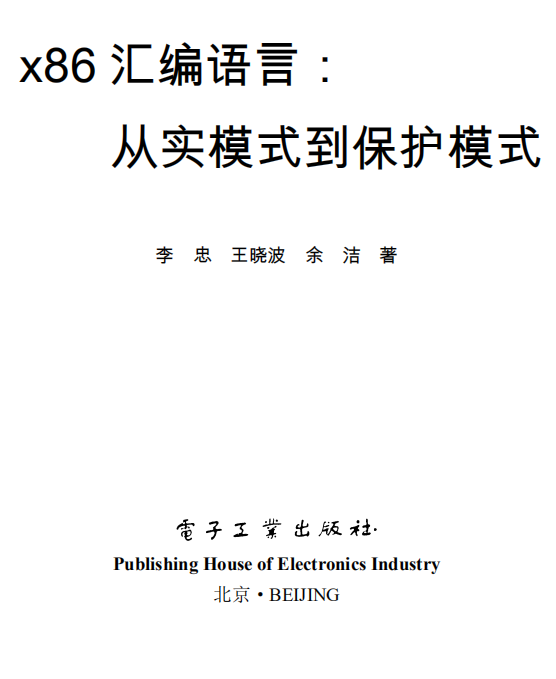 x86 汇编语言：
从实模式到保护模式
李 忠 王晓波 余 洁 著
電子工業出版社·
Publishing House of Electronics Industry
北京·BEIJING